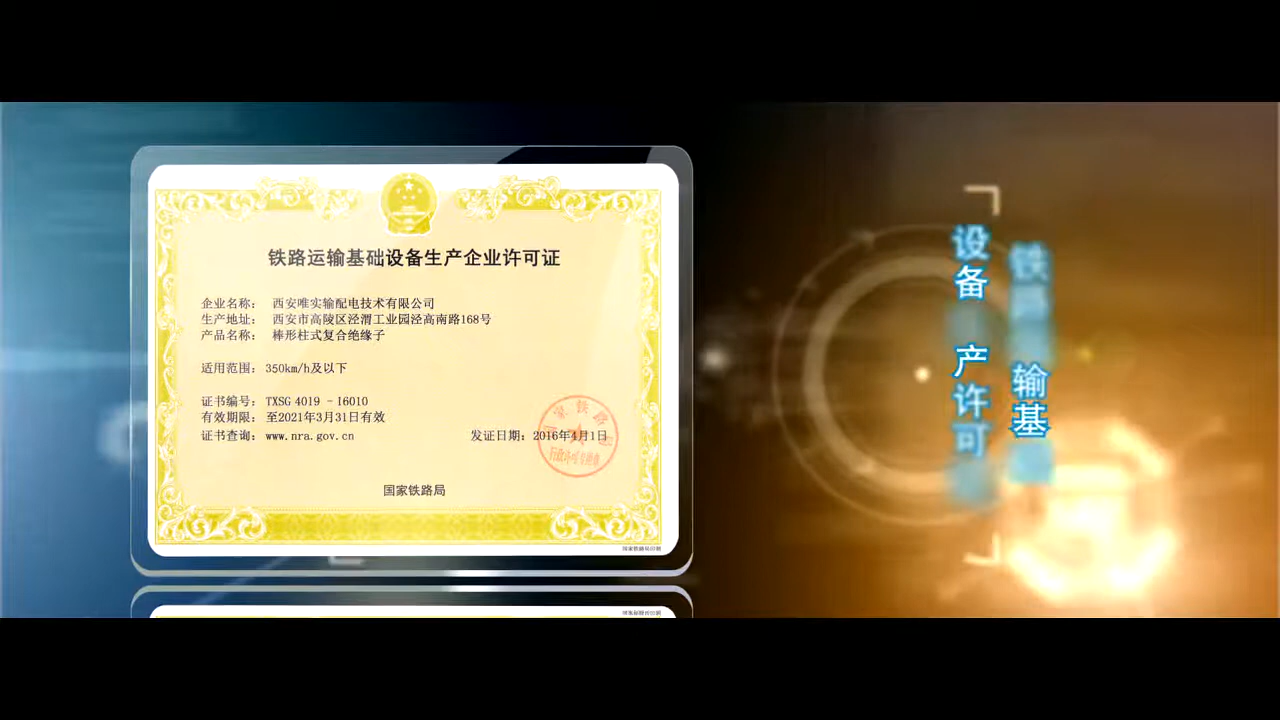 铁路运输基础设备生产企业许可证
企业名称： 西安唯实输配电技术有限公司
生产地址： 西安市高陵区泾渭工业园泾高南路168号
产品名称： 棒形柱式复合绝缘子
适用范围：350km/h及以下
证书编号：TXSG 4019 - 16010
有效期限：至2021年3月31日有效
证书查询：www.nra.gov.cn
发证日期：2016年4月1日
国家铁路局
国家铁路局印制
铁 输基
设备 产许可